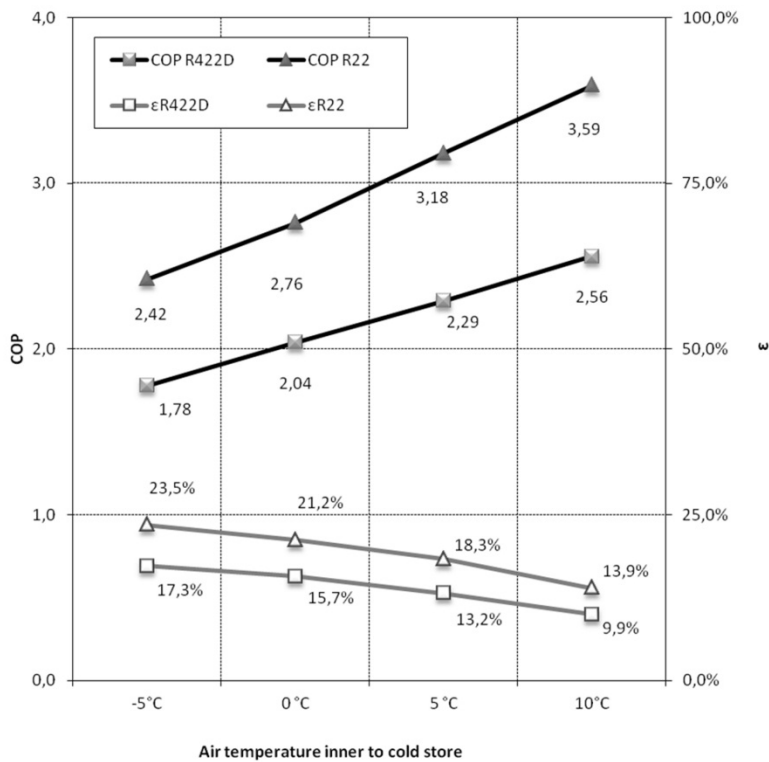 4,0
100,0%
COP R422D
COP R22
εR422D
εR22
3,59
3,0
75,0%
3,18
2,76
2,42
2,56
2,29
COP
2,0
50,0%
ε
2,04
1,78
23,5%
21,2%
1,0
25,0%
18,3%
13,9%
17,3%
15,7%
13,2%
9,9%
0,0
0,0%
-5°C
0 °C
5 °C
10°C
Air temperature inner to cold store